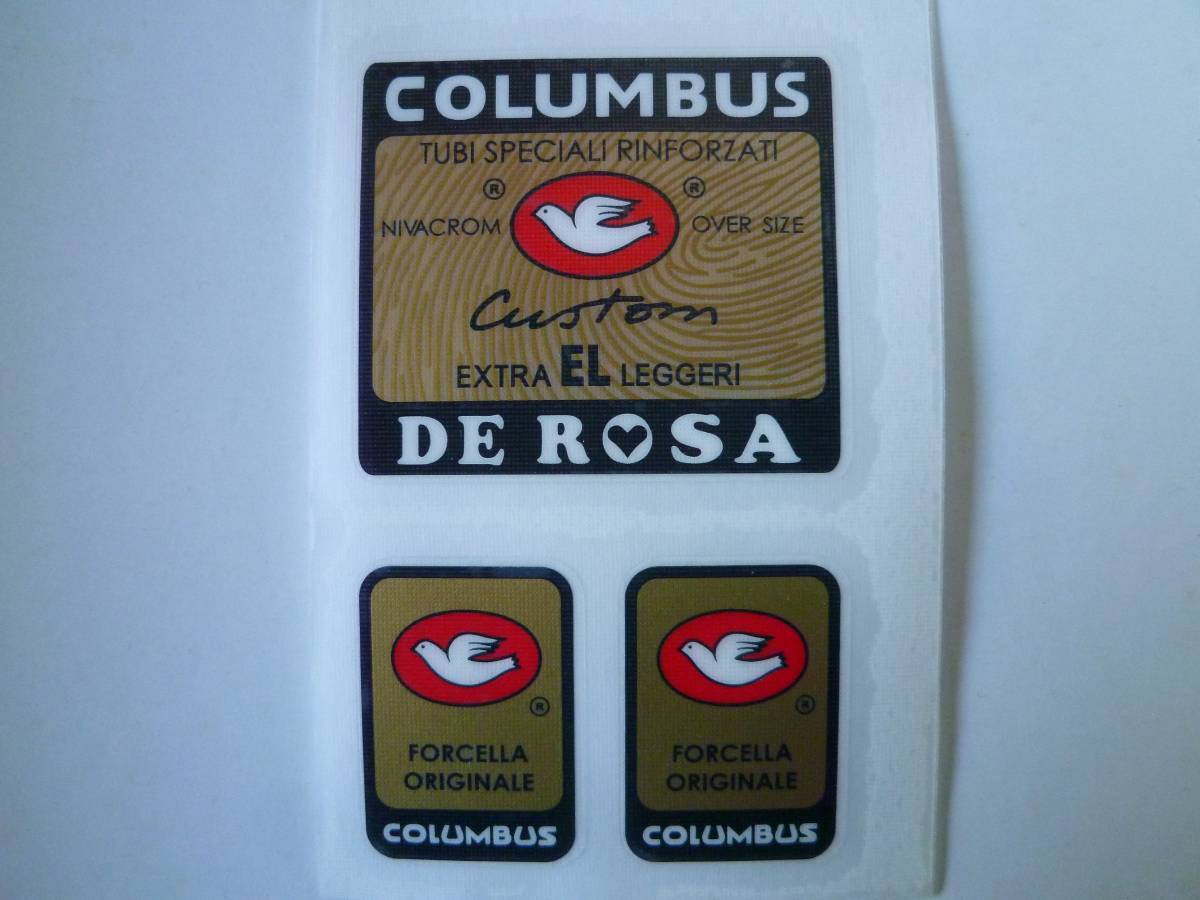 COLUMBUS
TUBI SPECIALI RINFORZATI
® ®
NIVACROM OVER SIZE
Custom
EXTRA EL LEGGERI
DE ROSA
®
FORCELLA
ORIGINALE
COLUMBUS
®
FORCELLA
ORIGINALE
COLUMBUS